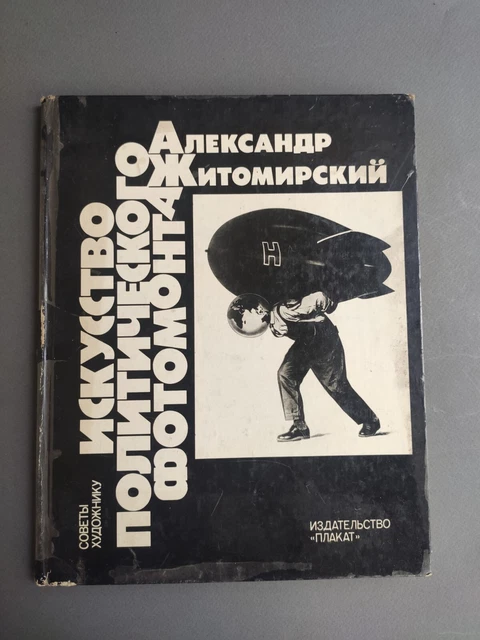 Александр
Житомирский
Искусство
политического
фотомонтажа
Н
Советы
художнику
Издательство
«Плакат»